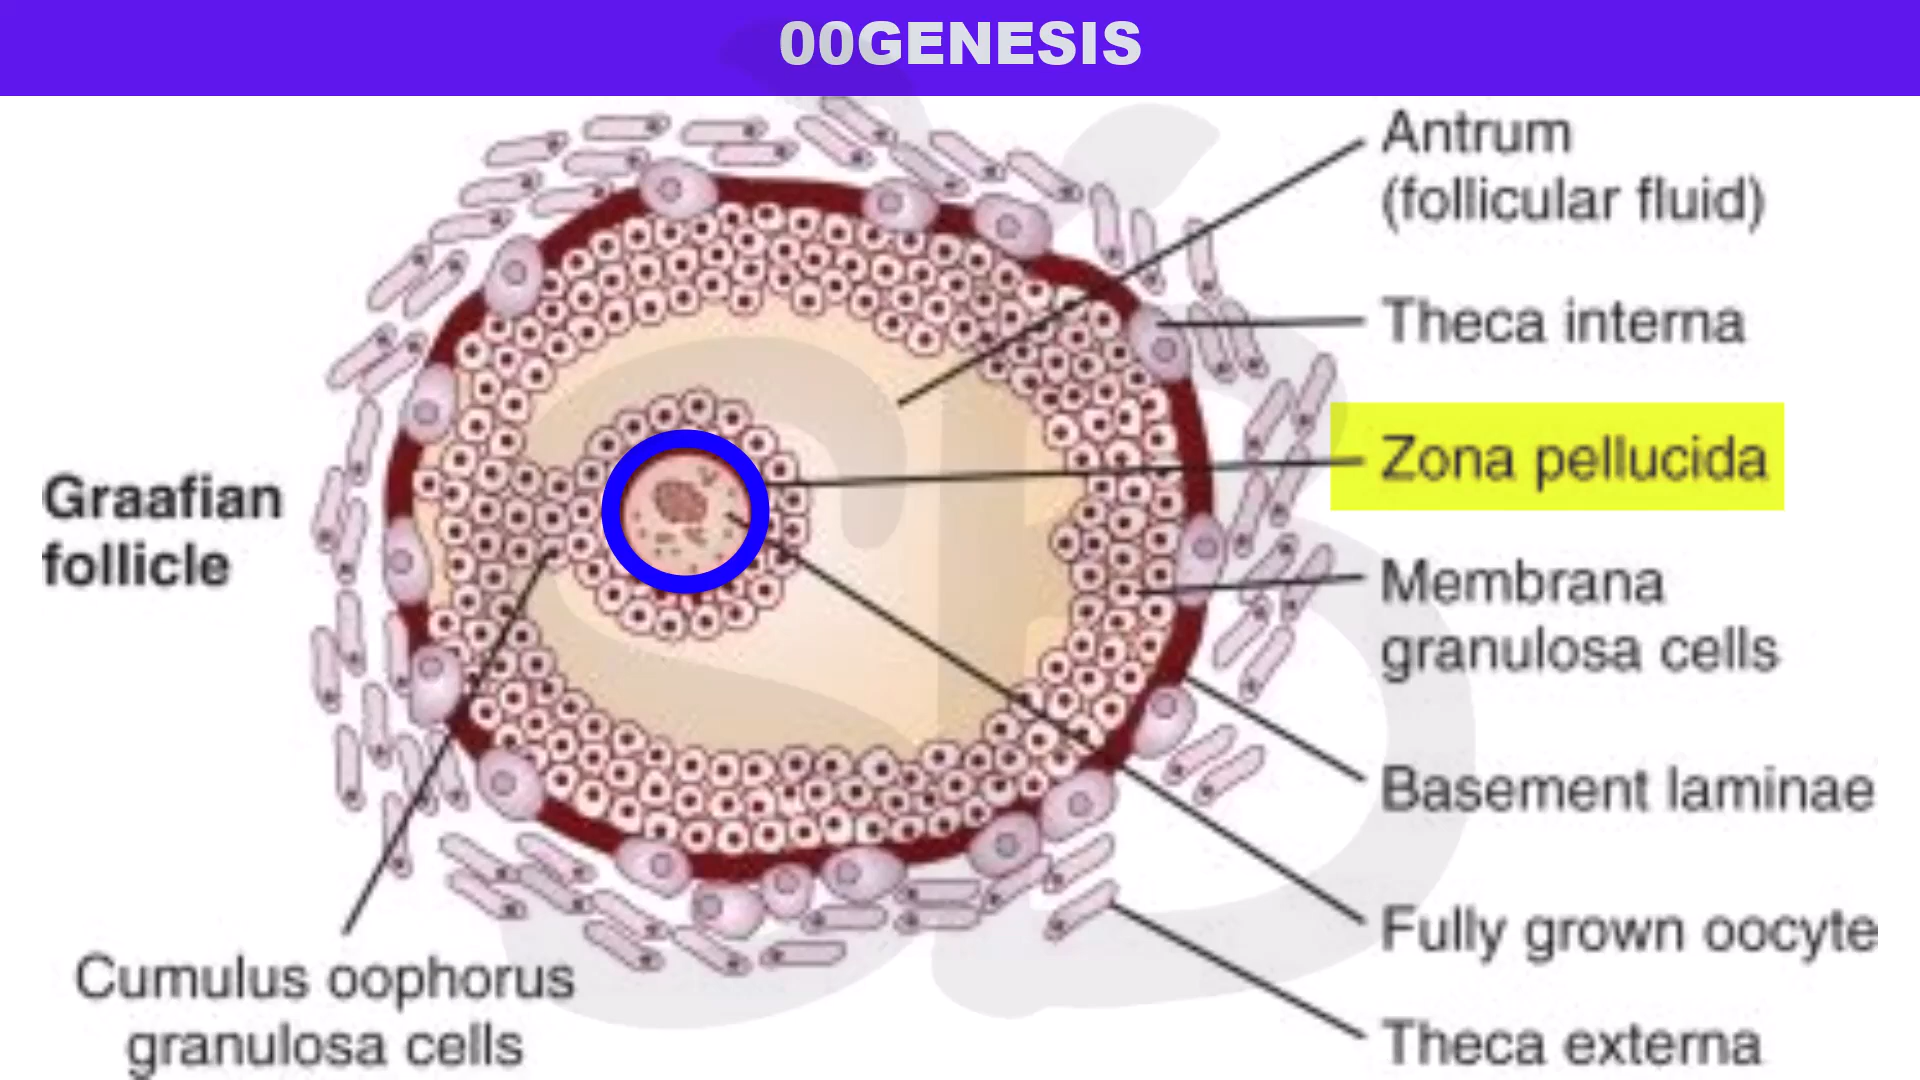 00GENESIS
Antrum
(follicular fluid)
Theca interna
Zona pellucida
Graafian
follicle
Membrana
granulosa cells
Basement laminae
Fully grown oocyte
Cumulus oophorus
granulosa cells
Theca externa